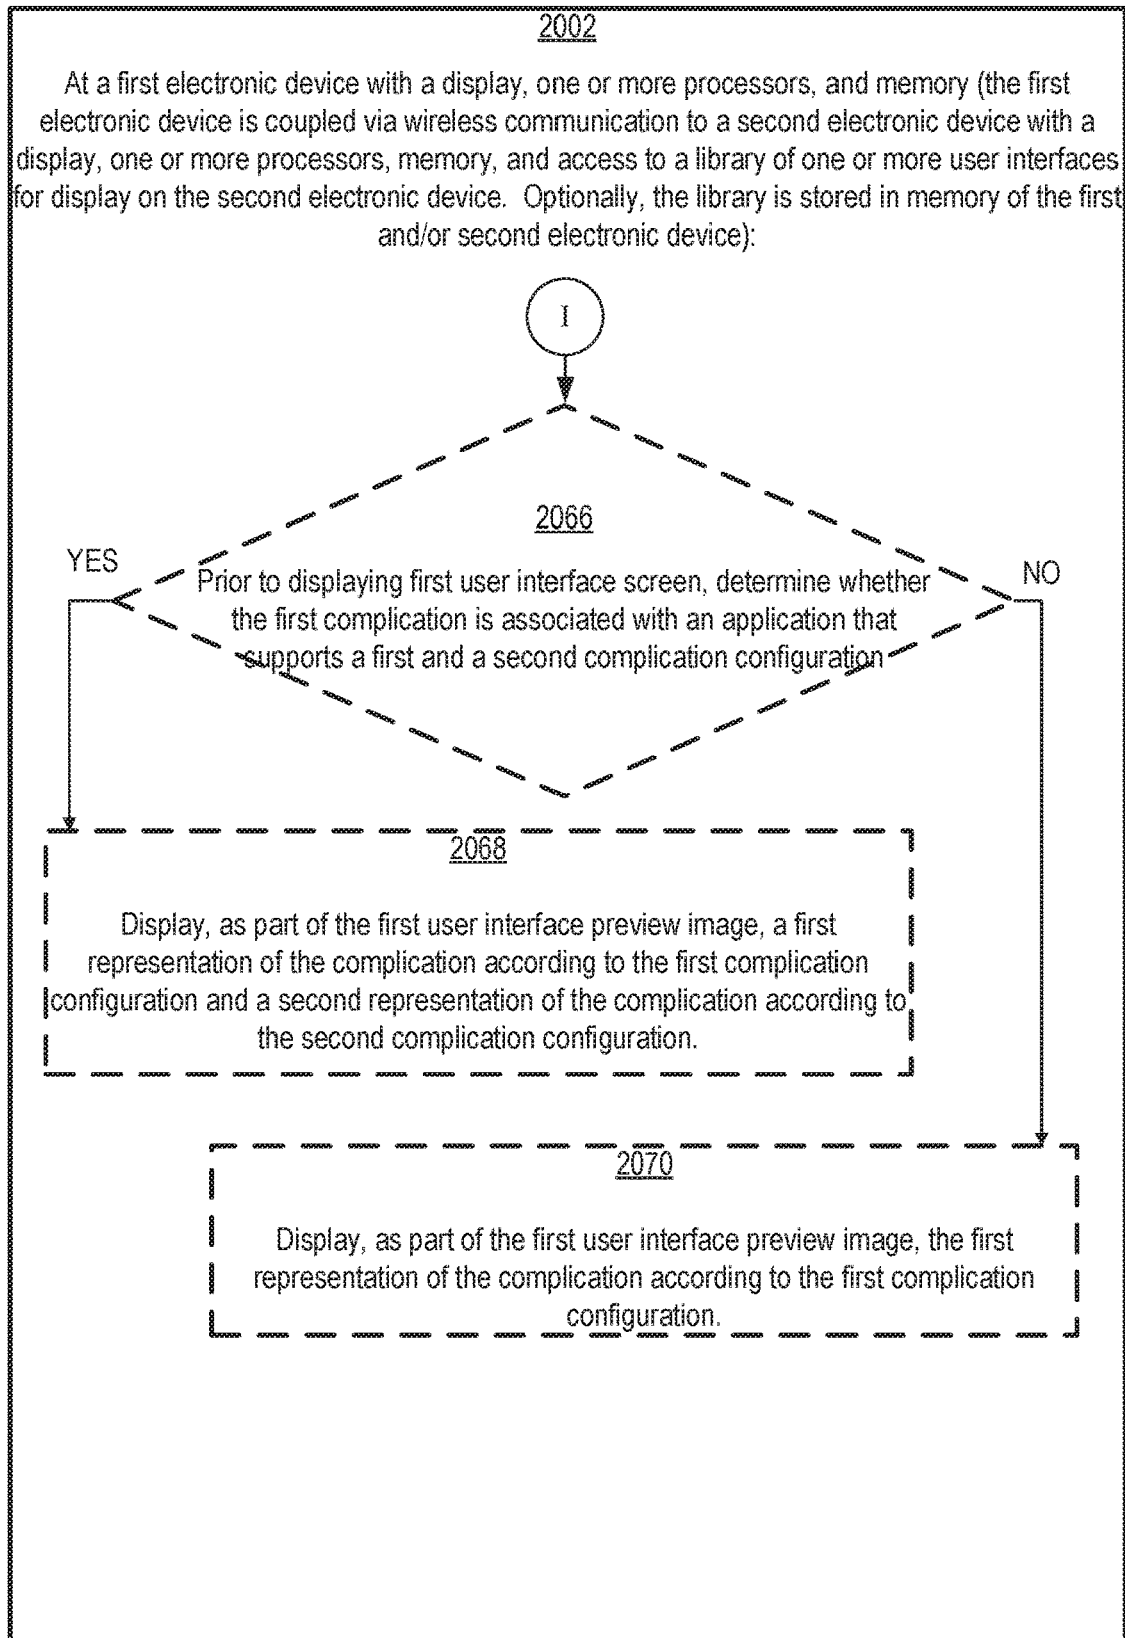 2002
At a first electronic device with a display, one or more processors, and memory (the first
electronic device is coupled via wireless communication to a second electronic device with a
display, one or more processors, memory, and access to a library of one or more user interfaces
for display on the second electronic device.  Optionally, the library is stored in memory of the first
and/or second electronic device):
I
2066
YES
NO
Prior to displaying first user interface screen, determine whether
the first complication is associated with an application that
supports a first and a second complication configuration
2068
Display, as part of the first user interface preview image, a first
representation of the complication according to the first complication
configuration and a second representation of the complication according to
the second complication configuration.
2070
Display, as part of the first user interface preview image, the first
representation of the complication according to the first complication
configuration.